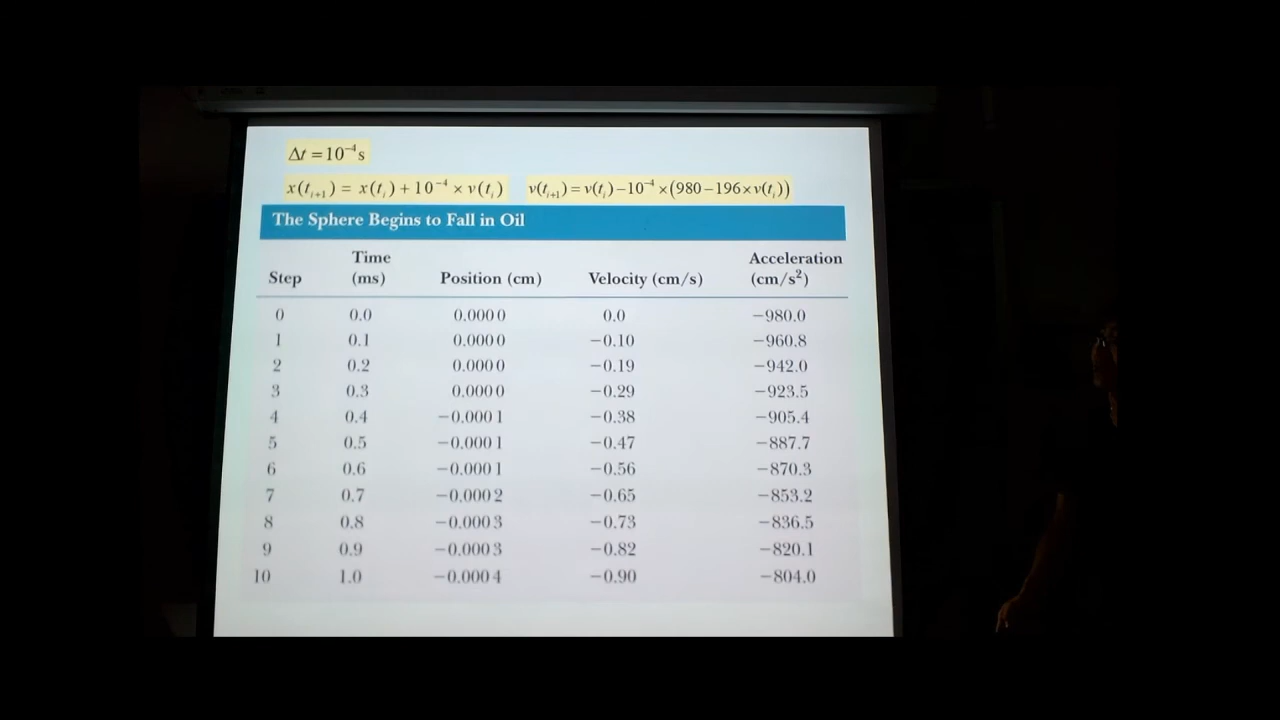 Δt = 10⁻⁴ s
x(tᵢ₊₁) = x(tᵢ) + 10⁻⁴ × v(tᵢ) v(tᵢ₊₁) = v(tᵢ) − 10⁻⁴ × (980 − 196 × v(tᵢ))
The Sphere Begins to Fall in Oil
Time Acceleration
Step (ms) Position (cm) Velocity (cm/s) (cm/s²)
0 0.0 0.000 0 0.0 −980.0
1 0.1 0.000 0 −0.10 −960.8
2 0.2 0.000 0 −0.19 −942.0
3 0.3 0.000 0 −0.29 −923.5
4 0.4 −0.000 1 −0.38 −905.4
5 0.5 −0.000 1 −0.47 −887.7
6 0.6 −0.000 1 −0.56 −870.3
7 0.7 −0.000 2 −0.65 −853.2
8 0.8 −0.000 3 −0.73 −836.5
9 0.9 −0.000 3 −0.82 −820.1
10 1.0 −0.000 4 −0.90 −804.0